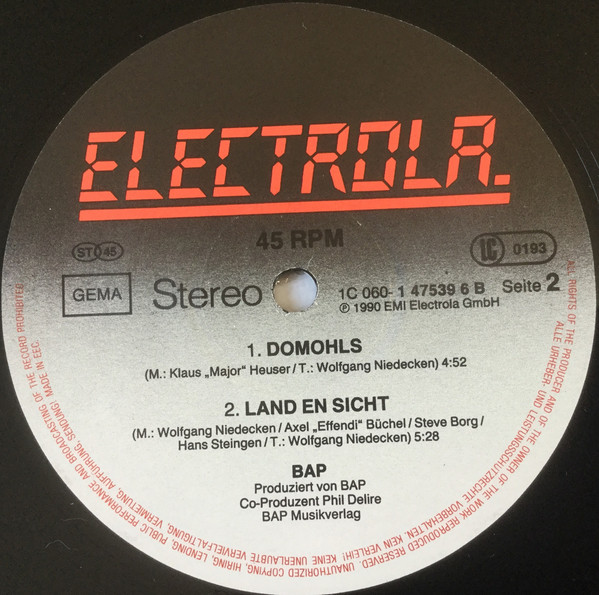 ELECTROLA.
45 RPM
ST 45
LC 0193
GEMA
Stereo
1C 060-1 47539 6 B Seite 2
℗ 1990 EMI Electrola GmbH
1. DOMOHLS
(M.: Klaus „Major" Heuser / T.: Wolfgang Niedecken) 4:52
2. LAND EN SICHT
(M.: Wolfgang Niedecken / Axel „Effendi" Büchel / Steve Borg /
Hans Steingen / T.: Wolfgang Niedecken) 5:28
BAP
Produziert von BAP
Co-Produzent Phil Delire
BAP Musikverlag
ALL RIGHTS OF THE PRODUCER AND OF THE OWNER OF THE WORK REPRODUCED RESERVED. UNAUTHORIZED COPYING, HIRING, LENDING, PUBLIC PERFORMANCE AND BROADCASTING OF THE RECORD PROHIBITED
ALLE URHEBER- UND LEISTUNGSSCHUTZRECHTE VORBEHALTEN. KEIN VERLEIH! KEINE UNERLAUBTE VERVIELFÄLTIGUNG, VERMIETUNG, AUFFÜHRUNG, SENDUNG! MADE IN EEC.